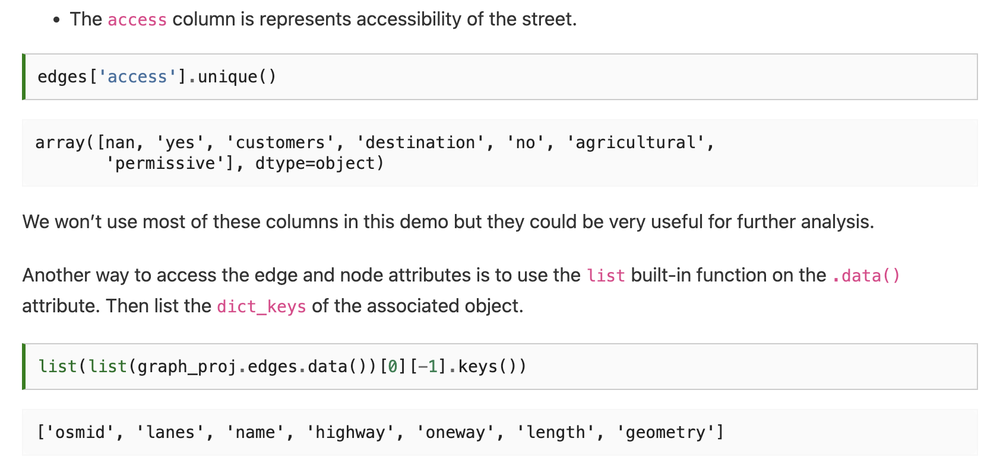 • The access column is represents accessibility of the street.
edges['access'].unique()
array([nan, 'yes', 'customers', 'destination', 'no', 'agricultural',
       'permissive'], dtype=object)
We won’t use most of these columns in this demo but they could be very useful for further analysis.
Another way to access the edge and node attributes is to use the list built-in function on the .data()
attribute. Then list the dict_keys of the associated object.
list(list(graph_proj.edges.data())[0][-1].keys())
['osmid', 'lanes', 'name', 'highway', 'oneway', 'length', 'geometry']